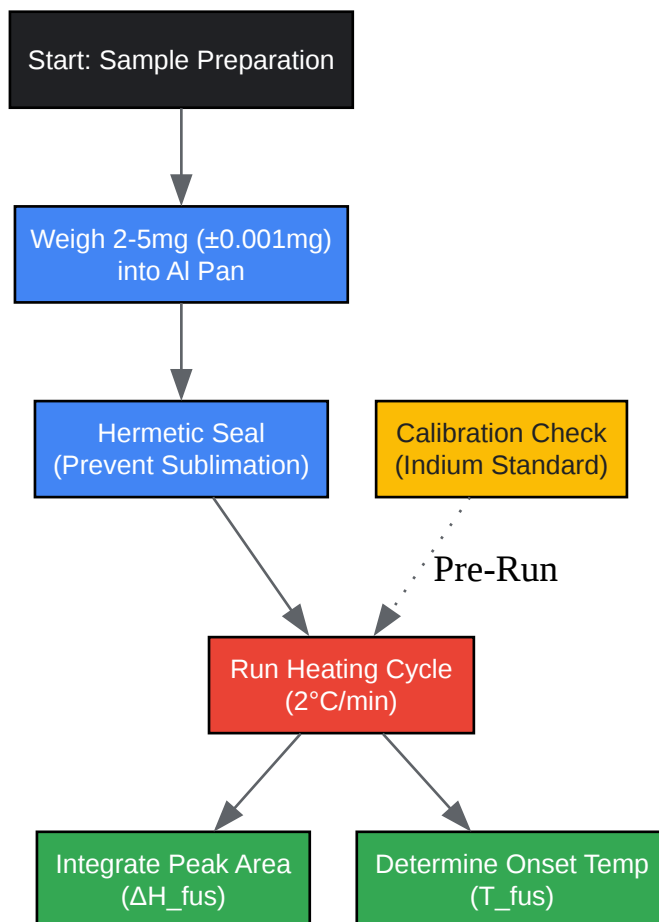 Start: Sample Preparation
Weigh 2-5mg (±0.001mg)
into Al Pan
Hermetic Seal
(Prevent Sublimation)
Calibration Check
(Indium Standard)
Pre-Run
Run Heating Cycle
(2°C/min)
Integrate Peak Area
(ΔH_fus)
Determine Onset Temp
(T_fus)